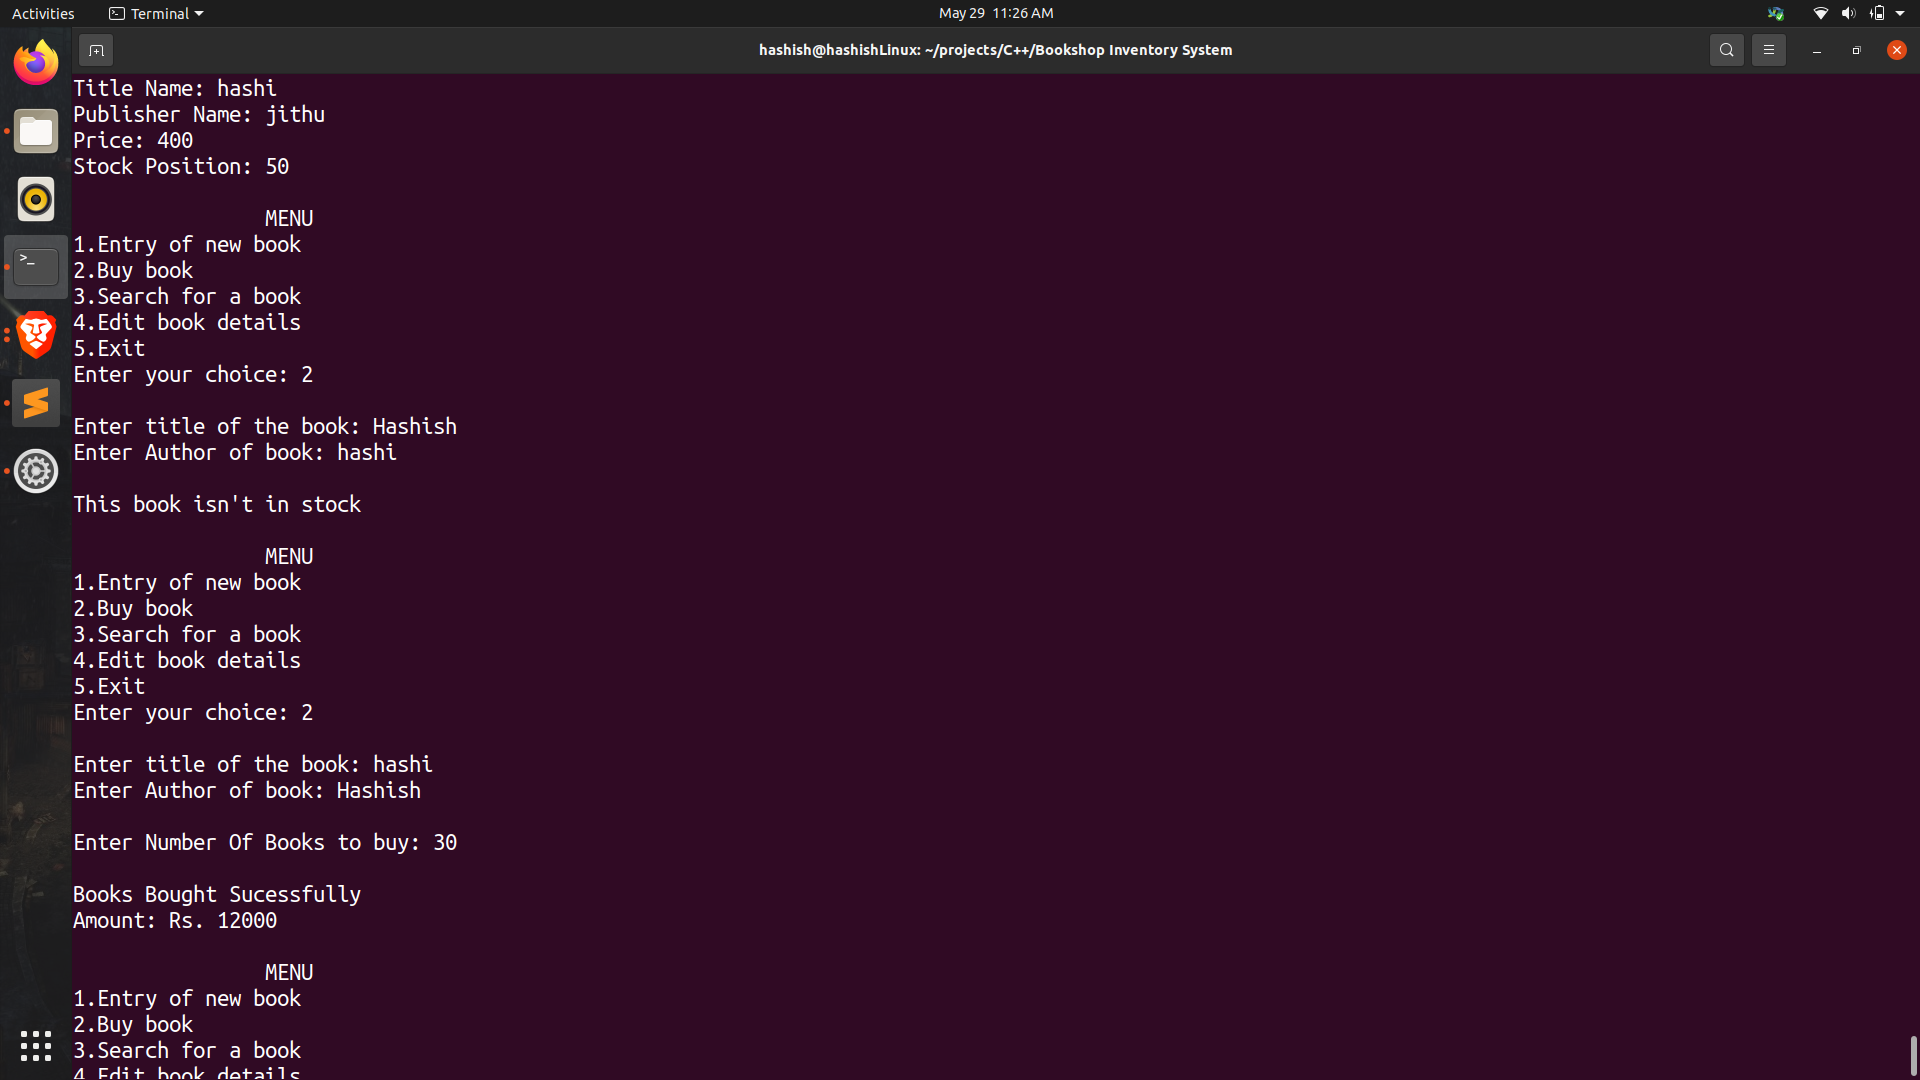 Activities
Terminal
May 29 11:26 AM
hashish@hashishLinux: ~/projects/C++/Bookshop Inventory System
Title Name: hashi
Publisher Name: jithu
Price: 400
Stock Position: 50
MENU
1.Entry of new book
2.Buy book
3.Search for a book
4.Edit book details
5.Exit
Enter your choice: 2
Enter title of the book: Hashish
Enter Author of book: hashi
This book isn't in stock
MENU
1.Entry of new book
2.Buy book
3.Search for a book
4.Edit book details
5.Exit
Enter your choice: 2
Enter title of the book: hashi
Enter Author of book: Hashish
Enter Number Of Books to buy: 30
Books Bought Sucessfully
Amount: Rs. 12000
MENU
1.Entry of new book
2.Buy book
3.Search for a book
4.Edit book details